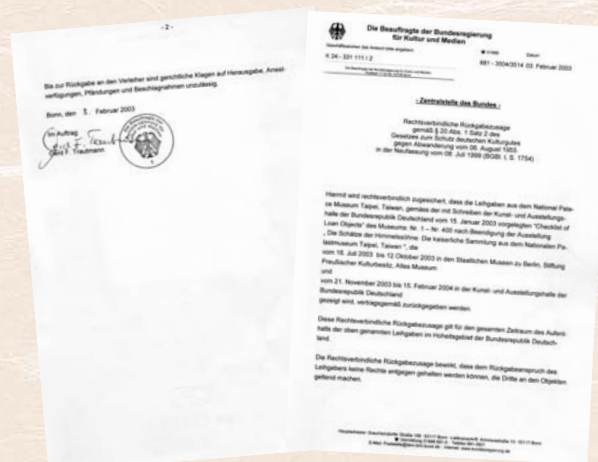 - 2 -
Bis zur Rückgabe an den Verleiher sind gerichtliche Klagen auf Herausgabe, Arrest-
verfügungen, Pfändungen und Beschlagnahmen unzulässig.
Bonn, den 3. Februar 2003
Im Auftrag
F. Trautmann
Die Beauftragte der Bundesregierung
für Kultur und Medien
Geschäftszeichen (bei Antwort bitte angeben)
K 24 - 331 111 / 2
Datum
681 - 3004/3014 03. Februar 2003
- Zentralstelle des Bundes -
Rechtsverbindliche Rückgabezusage
gemäß § 20 Abs. 1 Satz 2 des
Gesetzes zum Schutz deutschen Kulturgutes
gegen Abwanderung vom 06. August 1955
in der Neufassung vom 08. Juli 1999 (BGBl. I, S. 1754)
Hiermit wird rechtsverbindlich zugesichert, dass die Leihgaben aus dem National Pala-
ce Museum Taipei, Taiwan, gemäss der mit Schreiben der Kunst- und Ausstellungs-
halle der Bundesrepublik Deutschland vom 15. Januar 2003 vorgelegten "Checklist of
Loan Objects" des Museums: Nr. 1 – Nr. 400 nach Beendigung der Ausstellung
„ Die Schätze der Himmelssöhne. Die kaiserliche Sammlung aus dem Nationalen Pa-
lastmuseum Taipei, Taiwan ", die
vom 18. Juli 2003 bis 12.Oktober 2003 in den Staatlichen Museen zu Berlin, Stiftung
Preußischer Kulturbesitz, Altes Museum
und
vom 21. November 2003 bis 15. Februar 2004 in der Kunst- und Ausstellungshalle der
Bundesrepublik Deutschland
gezeigt wird, vertragsgemäß zurückgegeben werden.
Diese Rechtsverbindliche Rückgabezusage gilt für den gesamten Zeitraum des Aufent-
halts der oben genannten Leihgaben im Hoheitsgebiet der Bundesrepublik Deutsch-
land.
Die Rechtsverbindliche Rückgabezusage bewirkt, dass dem Rückgabeanspruch des
Leihgebers keine Rechte entgegen gehalten werden können, die Dritte an den Objekten
geltend machen.